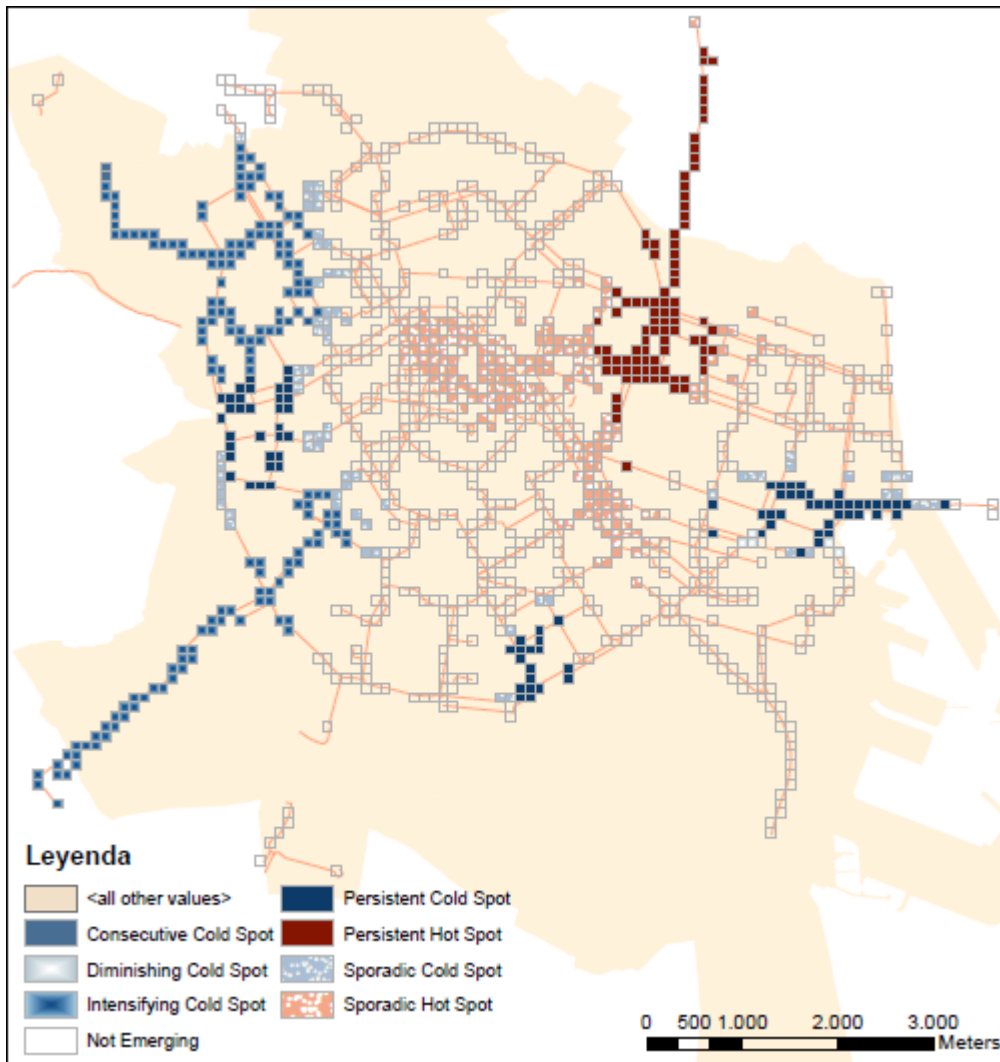 Leyenda
<all other values>
Consecutive Cold Spot
Diminishing Cold Spot
Intensifying Cold Spot
Not Emerging
Persistent Cold Spot
Persistent Hot Spot
Sporadic Cold Spot
Sporadic Hot Spot
0 500 1.000 2.000 3.000
Meters